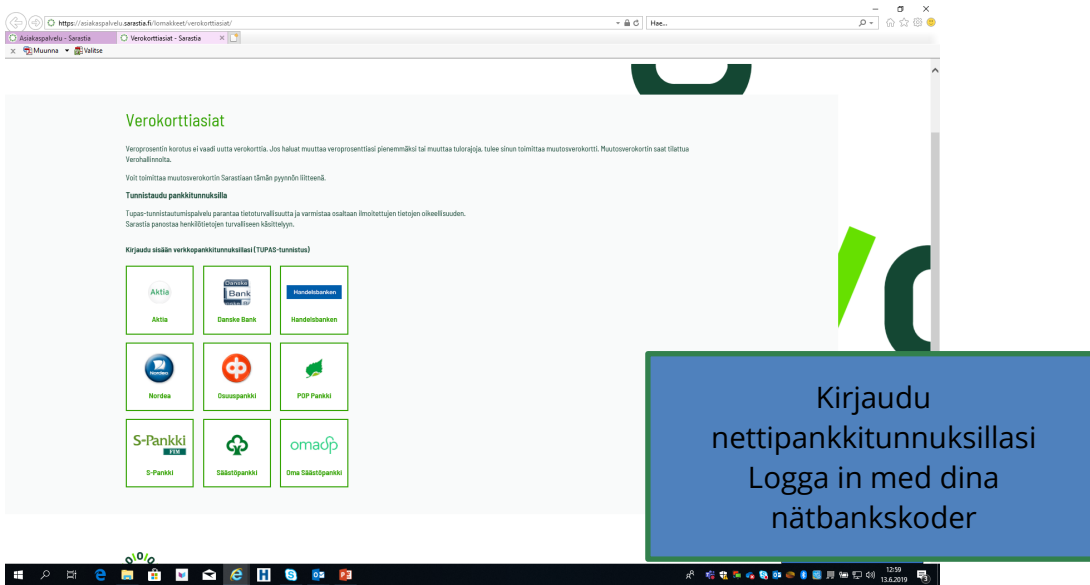 https://asiakaspalvelu.sarastia.fi/lomakkeet/verokorttiasiat/
Hae...
Asiakaspalvelu - Sarastia
Verokorttiasiat - Sarastia
x Muunna Valitse
Verokorttiasiat
Veroprosentin korotus ei vaadi uutta verokorttia. Jos haluat muuttaa veroprosenttiasi pienemmäksi tai muuttaa tulorajoja, tulee sinun toimittaa muutosverokortti. Muutosverokortin saat tilattua
Verohallinnolta.
Voit toimittaa muutosverokortin Sarastiaan tämän pyynnön liitteenä.
Tunnistaudu pankkitunnuksilla
Tupas-tunnistautumispalvelu parantaa tietoturvallisuutta ja varmistaa osaltaan ilmoitettujen tietojen oikeellisuuden.
Sarastia panostaa henkilötietojen turvalliseen käsittelyyn.
Kirjaudu sisään verkkopankkitunnuksillasi (TUPAS-tunnistus)
Aktia
Danske
Bank
Handelsbanken
Aktia
Danske Bank
Handelsbanken
Nordea
Nordea
Osuuspankki
POP Pankki
S-Pankki
FIM
omasp
S-Pankki
Säästöpankki
Oma Säästöpankki
Kirjaudu
nettipankkitunnuksillasi
Logga in med dina
nätbankskoder
12:59
13.6.2019